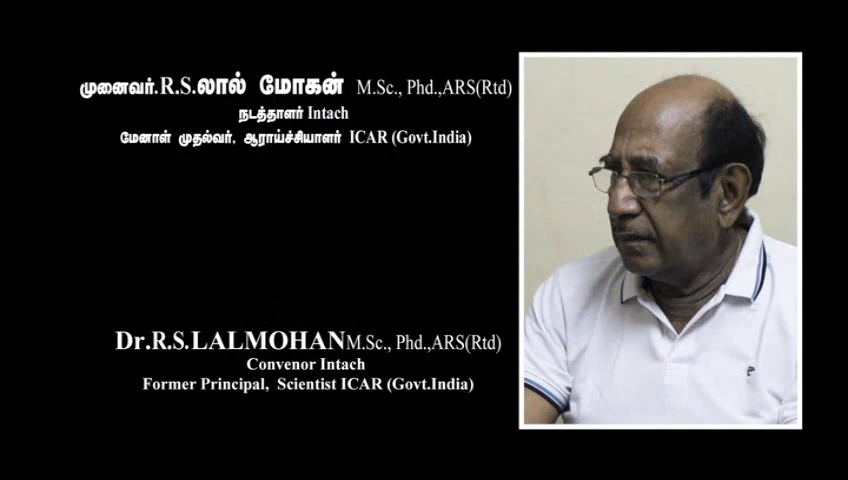 முனைவர்.R.S.லால் மோகன் M.Sc., Phd.,ARS(Rtd)
நடத்தாளர் Intach
மேனாள் முதல்வர், ஆராய்ச்சியாளர் ICAR (Govt.India)
Dr.R.S.LALMOHAN M.Sc., Phd.,ARS(Rtd)
Convenor Intach
Former Principal, Scientist ICAR (Govt.India)